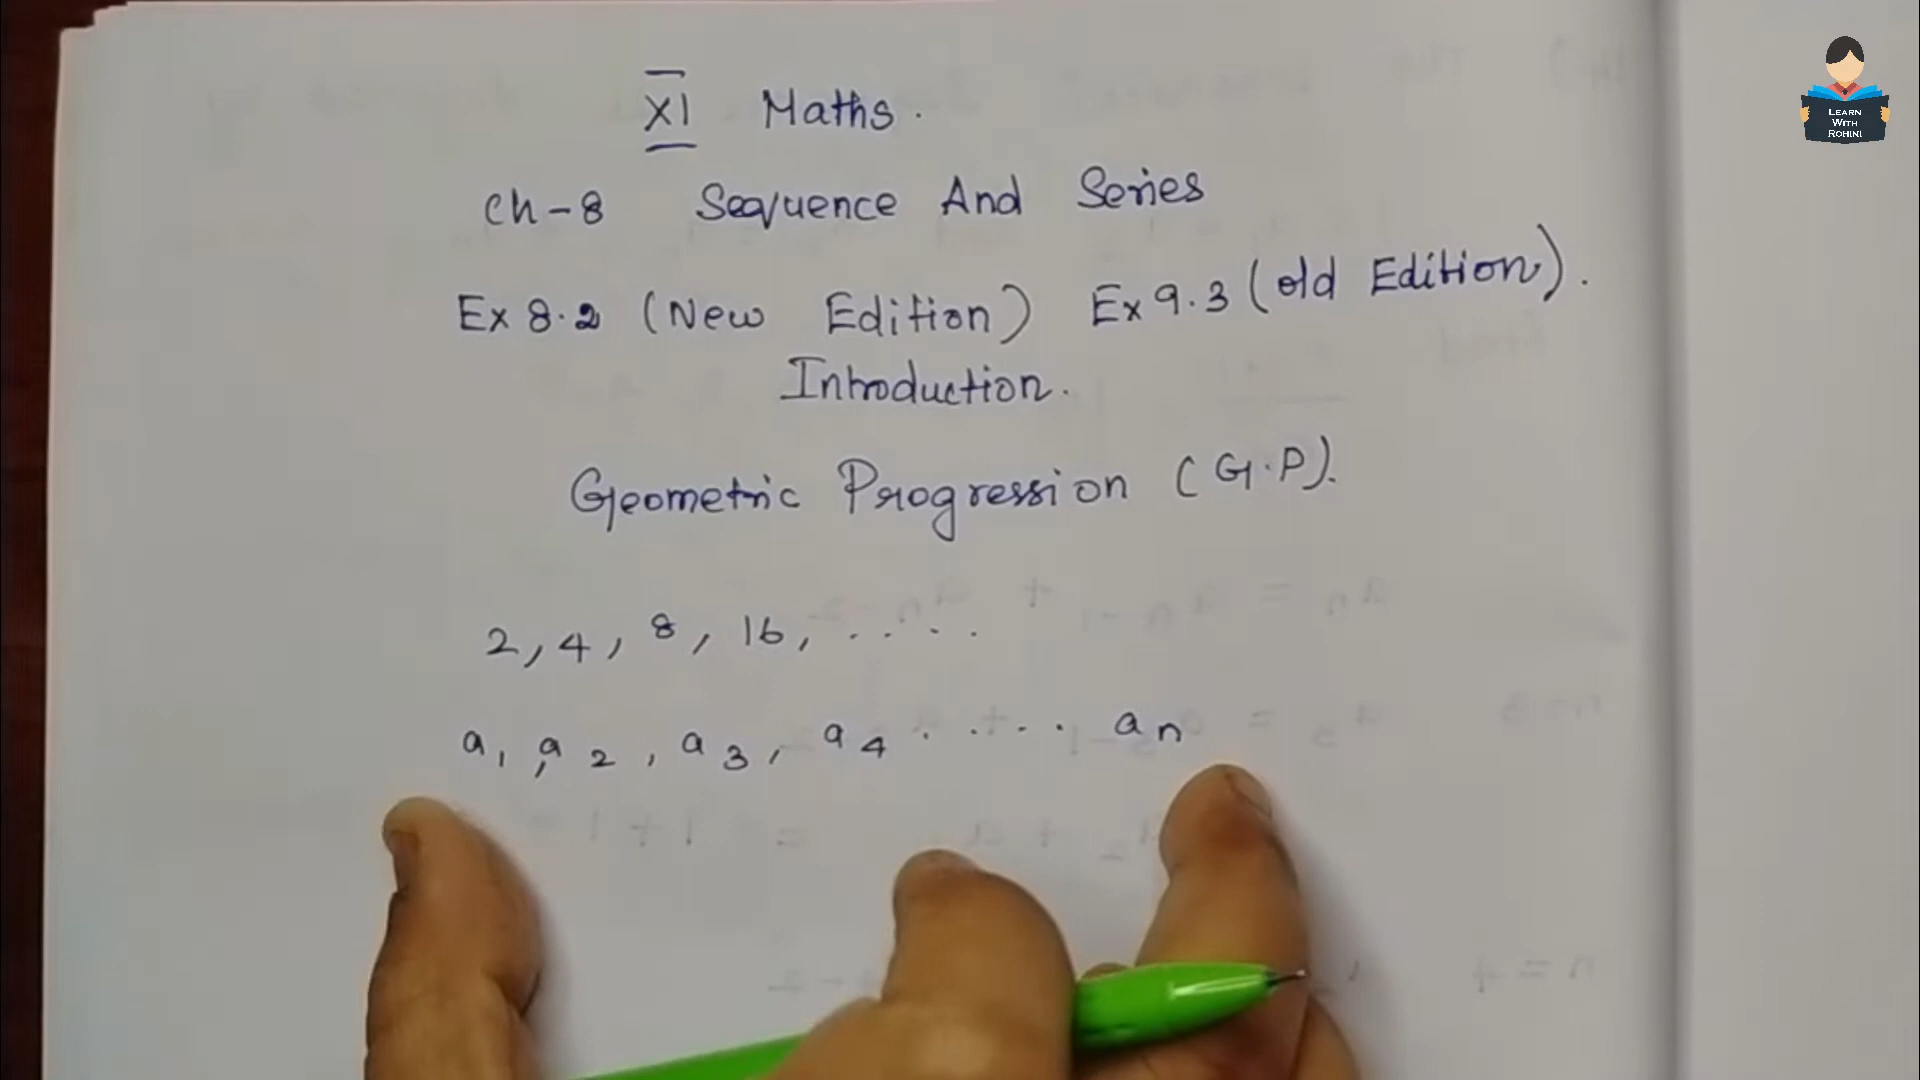 XI Maths.
Ch-8 Sequence And Series
Ex 8.2 (New Edition) Ex 9.3 (old Edition).
Introduction.
Geometric Progression (G.P).
2, 4, 8, 16, .....
a1, a2, a3, a4 ..... an
LEARN
WITH
ROHINI